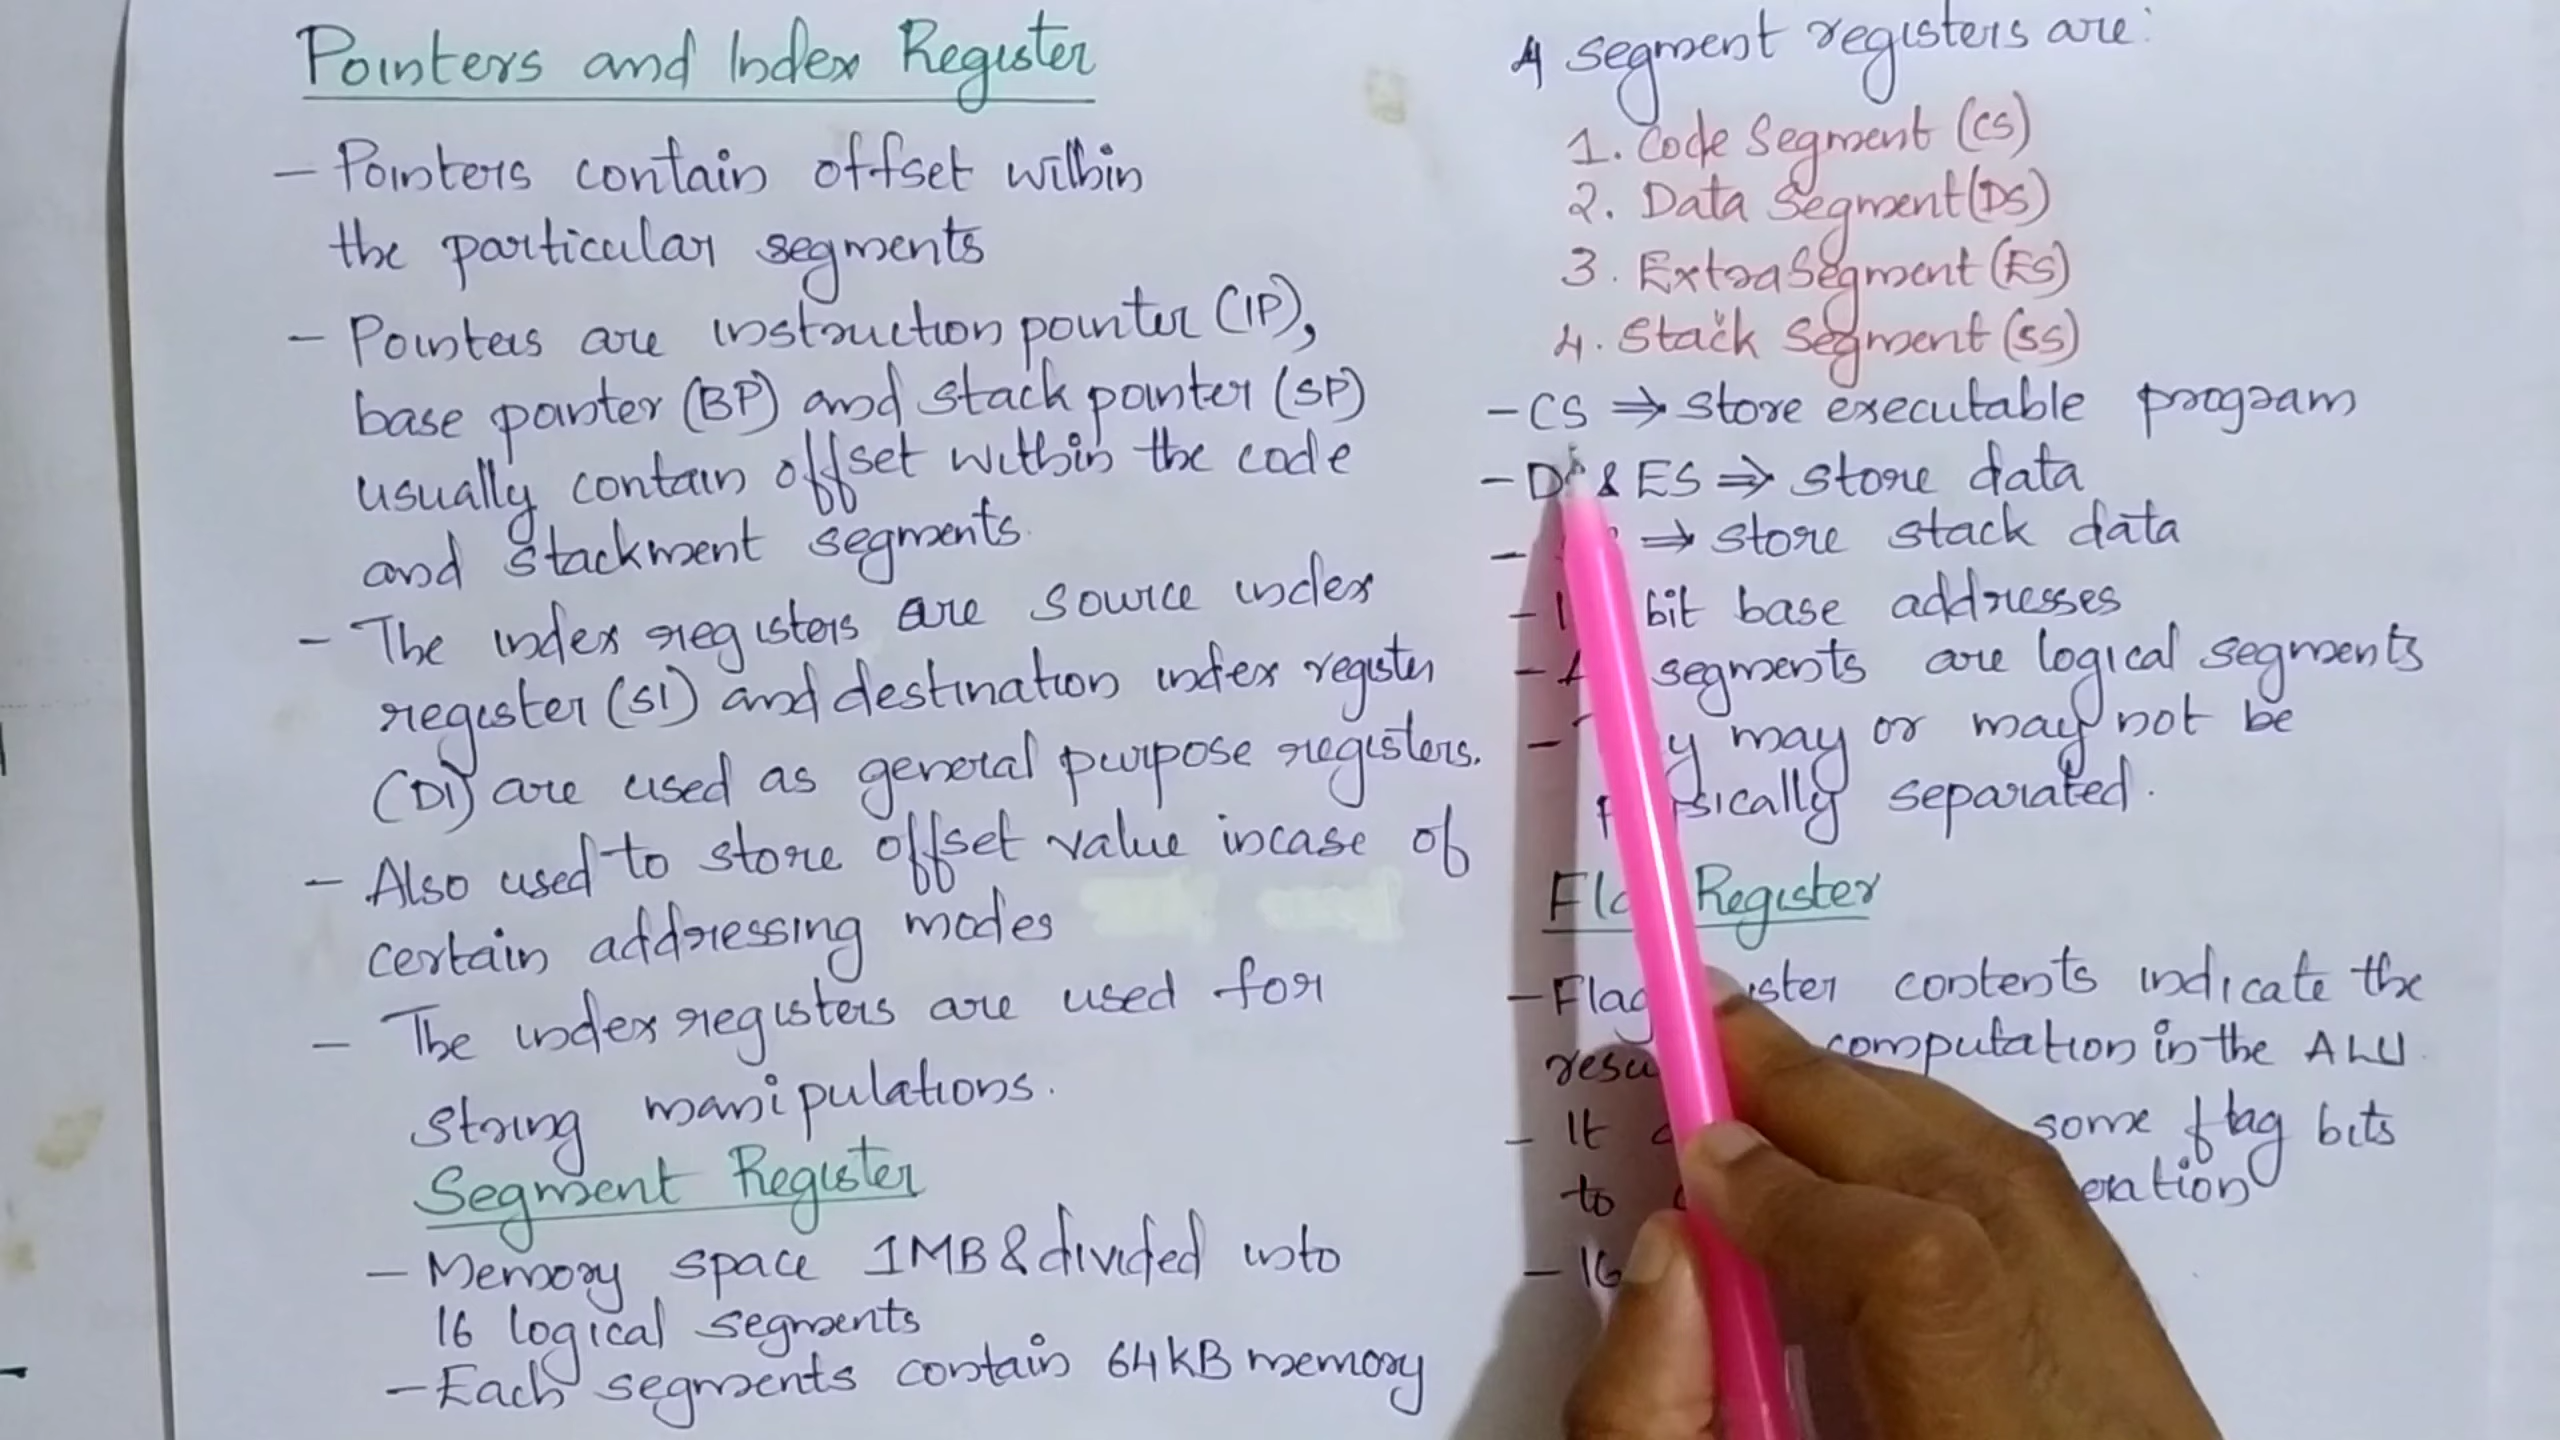 Pointers and Index Register
- Pointers contain offset within
the particular segments
- Pointers are instruction pointer (IP),
base pointer (BP) and stack pointer (SP)
usually contain offset within the code
and stackment segments.
- The index registers are source index
register (SI) and destination index register
(DI) are used as general purpose registers.
- Also used to store offset value incase of
certain addressing modes
- The index registers are used for
string manipulations.
Segment Register
- Memory space 1MB & divided into
16 logical segments
- Each segments contain 64kB memory
4 segment registers are:
1. Code Segment (CS)
2. Data Segment (DS)
3. Extra Segment (ES)
4. Stack Segment (SS)
- CS ⇒ store executable program
- & ES ⇒ store data
- ⇒ store stack data
- bit base addresses
- segments are logical segments
- may or may not be
separated.
Register
- Flag contents indicate the
computation in the ALU.
- It some flag bits
to
- 16